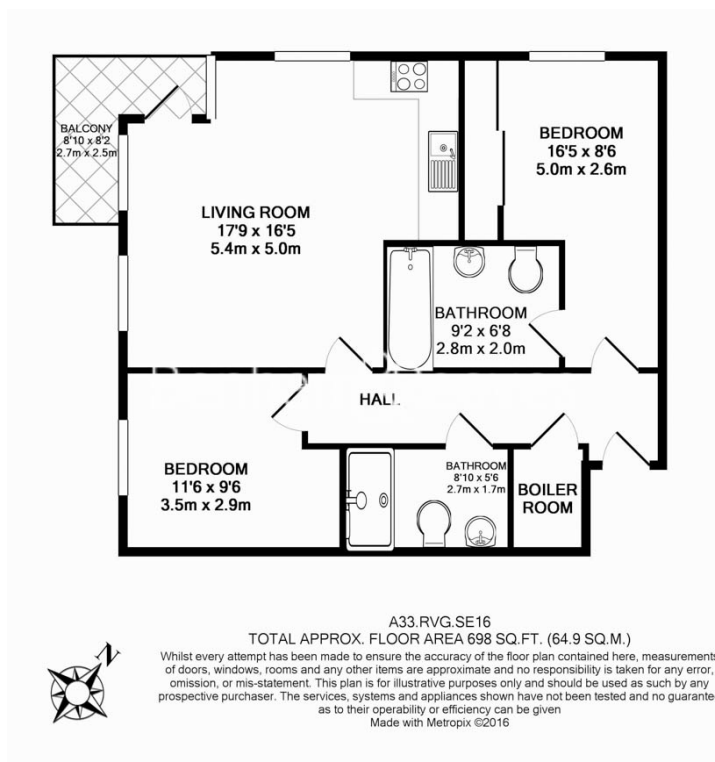 BALCONY
8'10 x 8'2
2.7m x 2.5m
LIVING ROOM
17'9 x 16'5
5.4m x 5.0m
BEDROOM
16'5 x 8'6
5.0m x 2.6m
BATHROOM
9'2 x 6'8
2.8m x 2.0m
HALL
BEDROOM
11'6 x 9'6
3.5m x 2.9m
BATHROOM
8'10 x 5'6
2.7m x 1.7m
BOILER
ROOM
N
A33.RVG.SE16
TOTAL APPROX. FLOOR AREA 698 SQ.FT. (64.9 SQ.M.)
Whilst every attempt has been made to ensure the accuracy of the floor plan contained here, measurements
of doors, windows, rooms and any other items are approximate and no responsibility is taken for any error,
omission, or mis-statement. This plan is for illustrative purposes only and should be used as such by any
prospective purchaser. The services, systems and appliances shown have not been tested and no guarantee
as to their operability or efficiency can be given
Made with Metropix ©2016